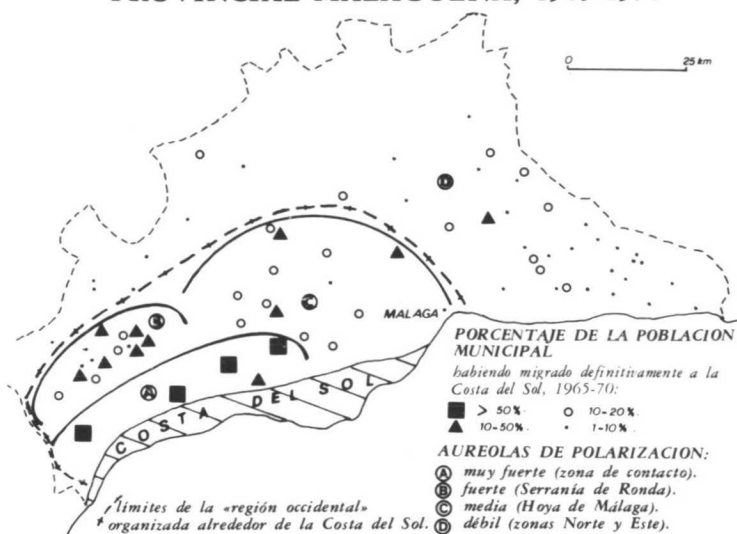 0 25 km
D
C
B
A
MALAGA
COSTA DEL SOL
PORCENTAJE DE LA POBLACION
MUNICIPAL
habiendo migrado definitivamente a la
Costa del Sol, 1965-70:
> 50%. 10-20%.
10-50%. 1-10%.
AUREOLAS DE POLARIZACION:
A muy fuerte (zona de contacto).
B fuerte (Serranía de Ronda).
C media (Hoya de Málaga).
D débil (zonas Norte y Este).
límites de la «región occidental»
organizada alrededor de la Costa del Sol.